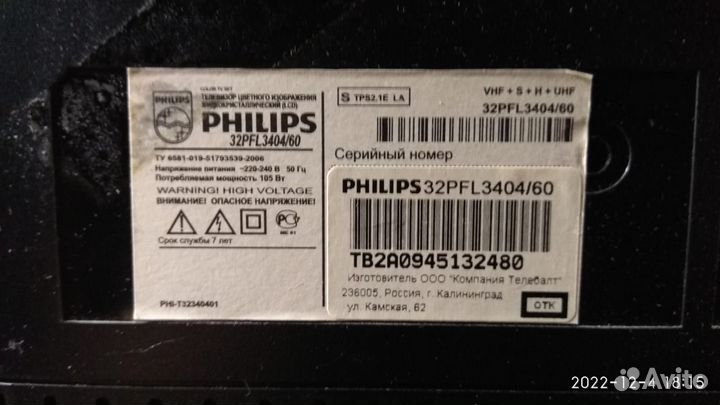 COLOR TV SET
ТЕЛЕВИЗОР ЦВЕТНОГО ИЗОБРАЖЕНИЯ
ЖИДКОКРИСТАЛЛИЧЕСКИЙ (LCD)
PHILIPS
PHILIPS
32PFL3404/60
ТУ 6581-019-51793539-2006
Напряжение питания ~220-240 В 50 Гц
Потребляемая мощность 105 Вт
WARNING! HIGH VOLTAGE
ВНИМАНИЕ! ОПАСНОЕ НАПРЯЖЕНИЕ!
Срок службы 7 лет
PHI-T32340401
S TPS2.1E LA
VHF + S + H + UHF
32PFL3404/60
Серийный номер
PHILIPS 32PFL3404/60
TB2A0945132480
Изготовитель ООО "Компания Телебалт"
236005, Россия, г. Калининград
ул. Камская, 82
ОТК
2022-12-4 18:15
Avito